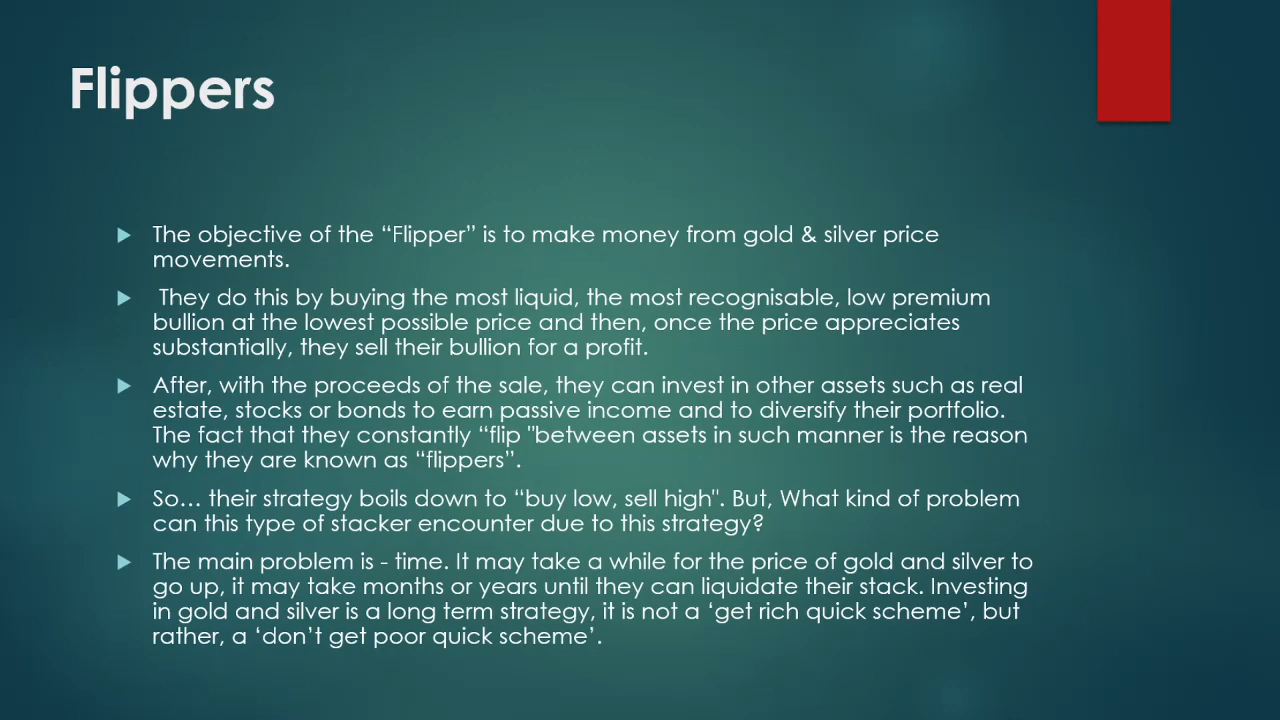 Flippers
The objective of the “Flipper” is to make money from gold & silver price
movements.
They do this by buying the most liquid, the most recognisable, low premium
bullion at the lowest possible price and then, once the price appreciates
substantially, they sell their bullion for a profit.
After, with the proceeds of the sale, they can invest in other assets such as real
estate, stocks or bonds to earn passive income and to diversify their portfolio.
The fact that they constantly “flip "between assets in such manner is the reason
why they are known as “flippers”.
So… their strategy boils down to “buy low, sell high". But, What kind of problem
can this type of stacker encounter due to this strategy?
The main problem is - time. It may take a while for the price of gold and silver to
go up, it may take months or years until they can liquidate their stack. Investing
in gold and silver is a long term strategy, it is not a ‘get rich quick scheme’, but
rather, a ‘don’t get poor quick scheme’.